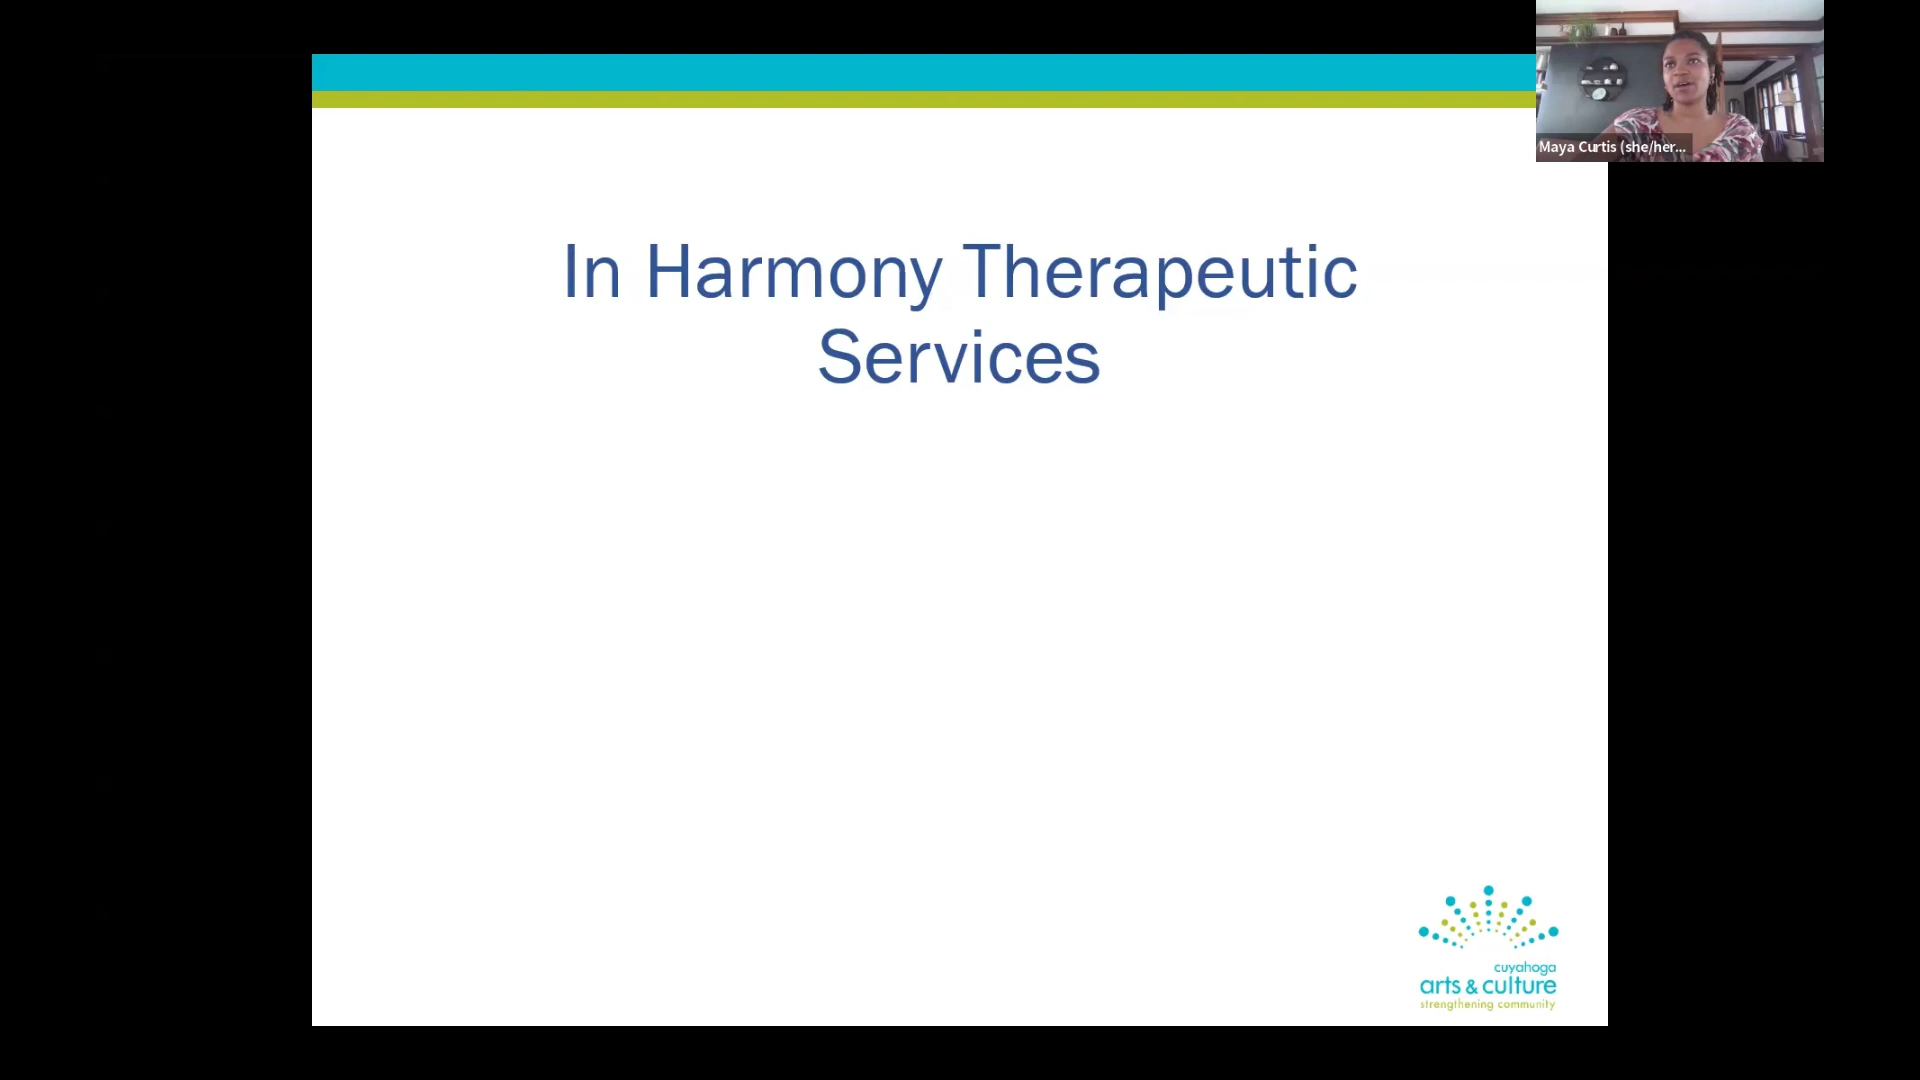 Maya Curtis (she/her...
In Harmony Therapeutic
Services
cuyahoga
arts & culture
strengthening community